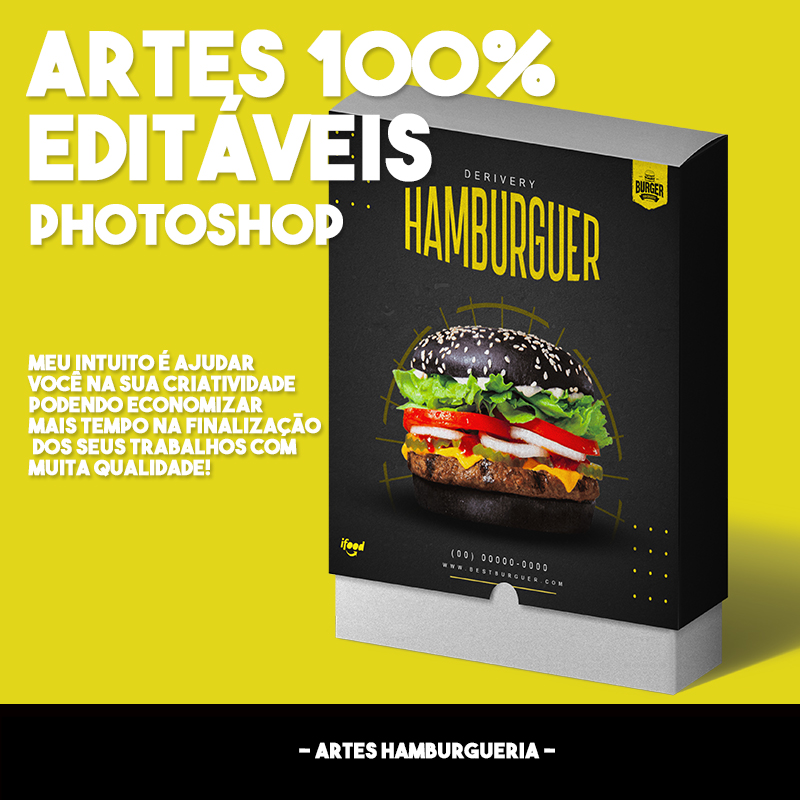 ARTES 100%
EDITÁVEIS
PHOTOSHOP
DERIVERY
HAMBURGUER
BURGER
MEU INTUITO É AJUDAR
VOCÊ NA SUA CRIATIVIDADE
PODENDO ECONOMIZAR
MAIS TEMPO NA FINALIZAÇÃO
DOS SEUS TRABALHOS COM
MUITA QUALIDADE!
ifood
(00) 00000-0000
WWW.BESTBURGUER.COM
- ARTES HAMBURGUERIA -